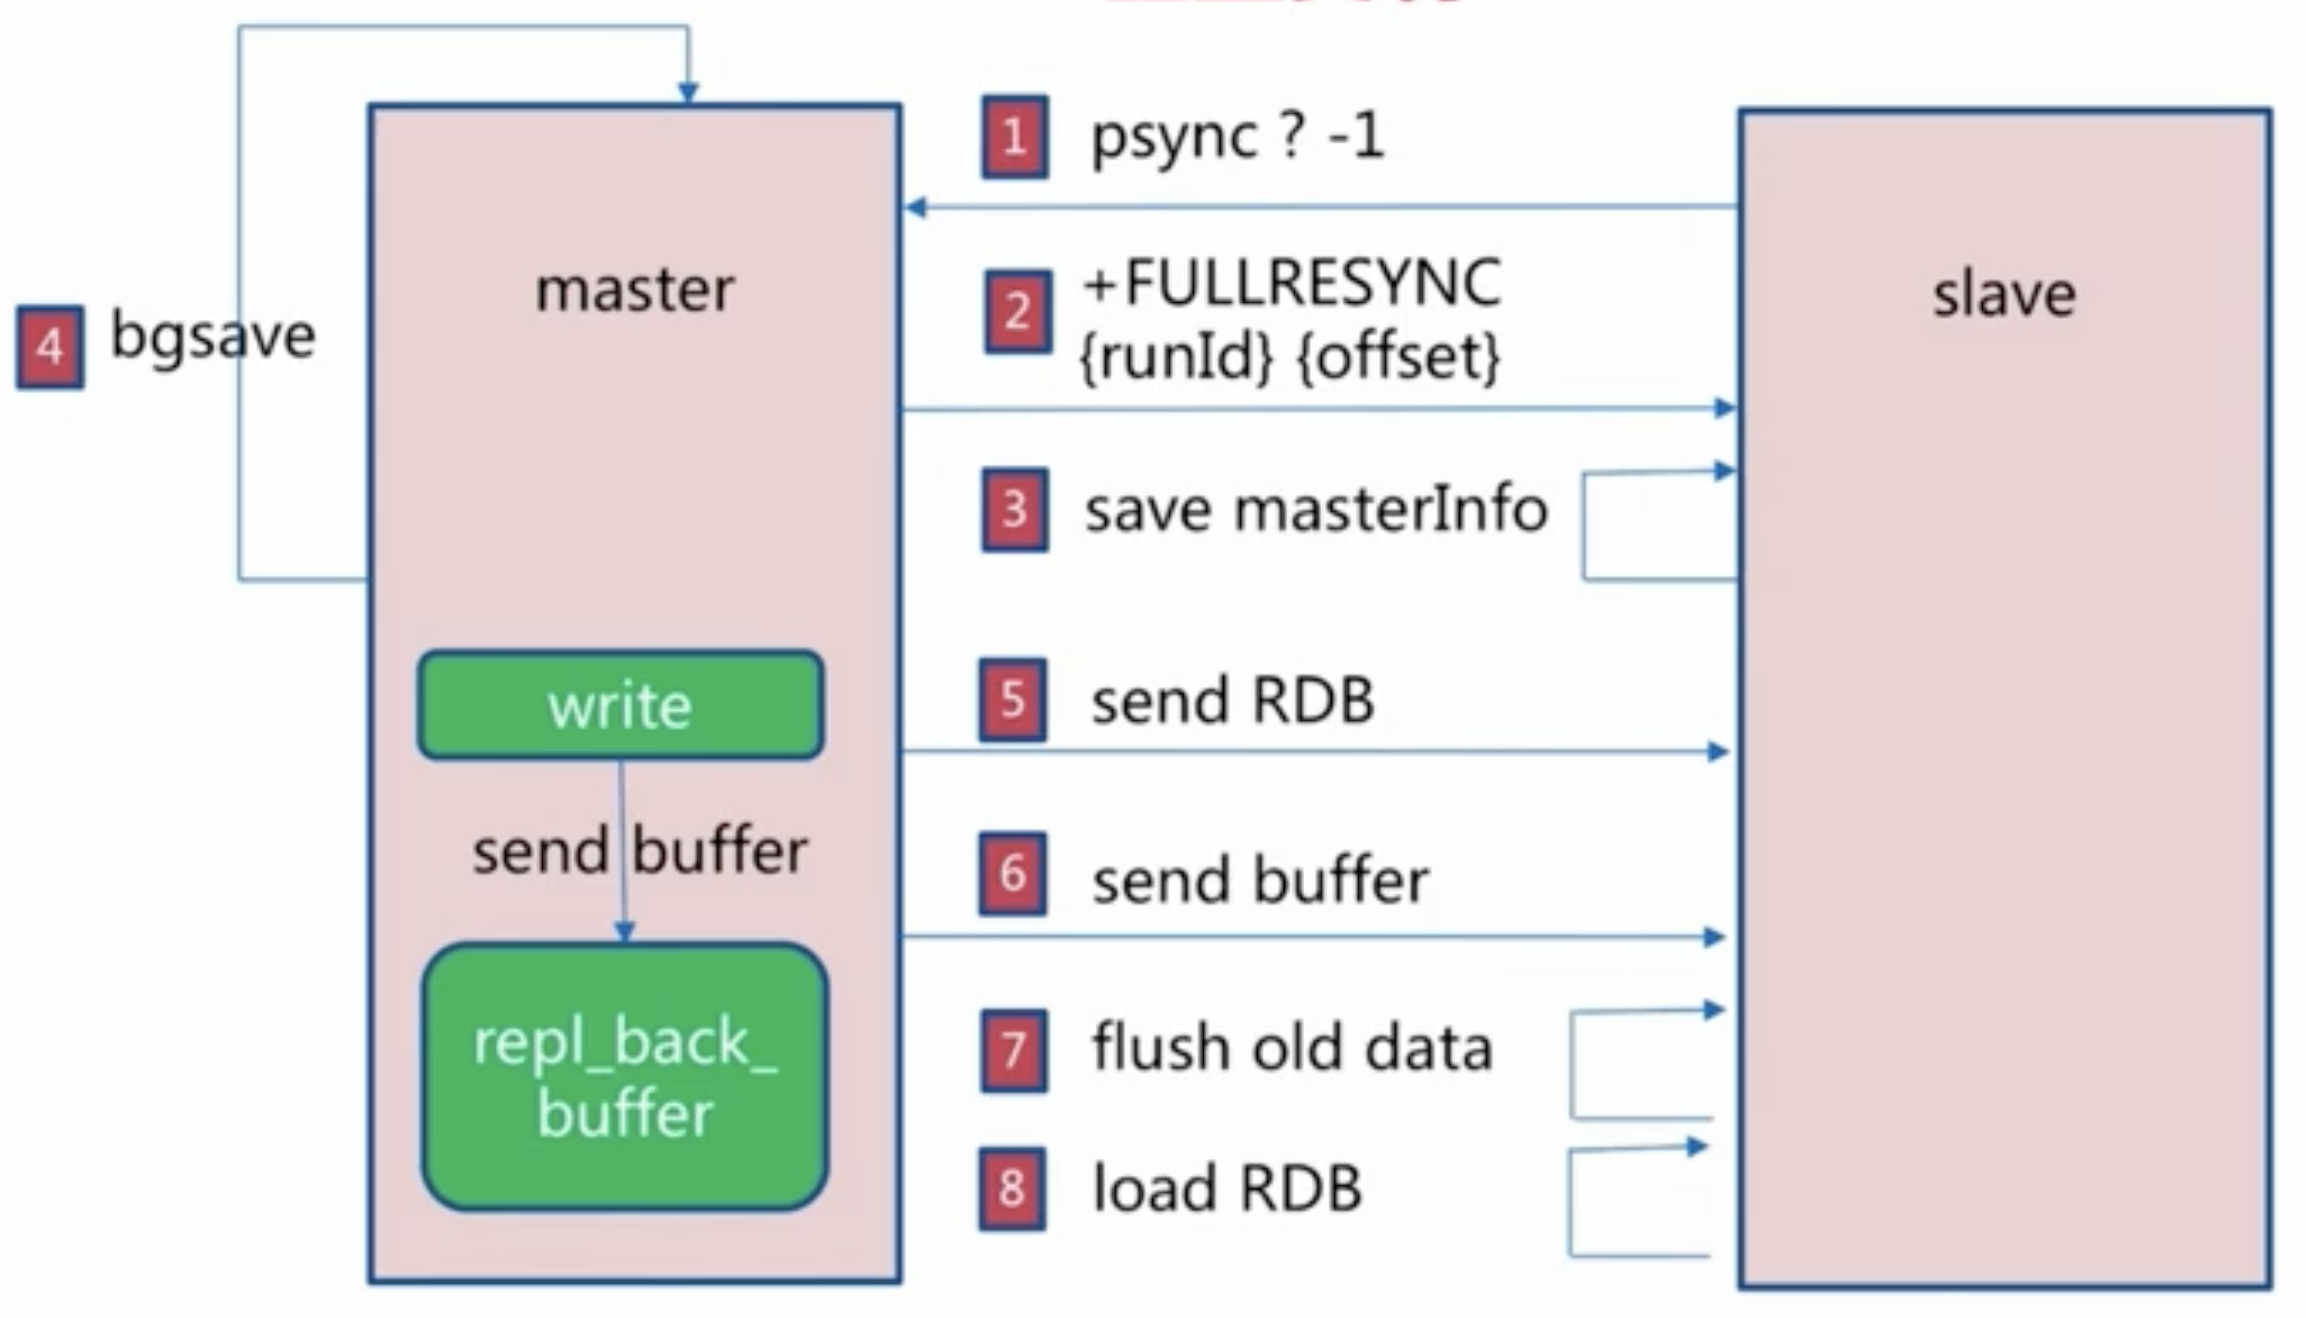 1 psync ? -1
master
2 +FULLRESYNC
{runId} {offset}
slave
4 bgsave
3 save masterInfo
write
5 send RDB
send buffer
6 send buffer
repl_back_
buffer
7 flush old data
8 load RDB